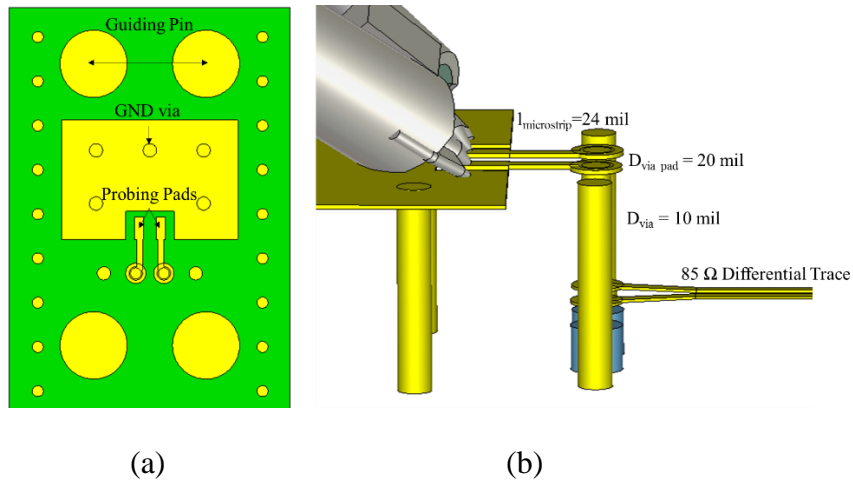 Guiding Pin
GND via
Probing Pads
lmicrostrip=24 mil
Dvia pad = 20 mil
Dvia = 10 mil
85 Ω Differential Trace
(a)
(b)